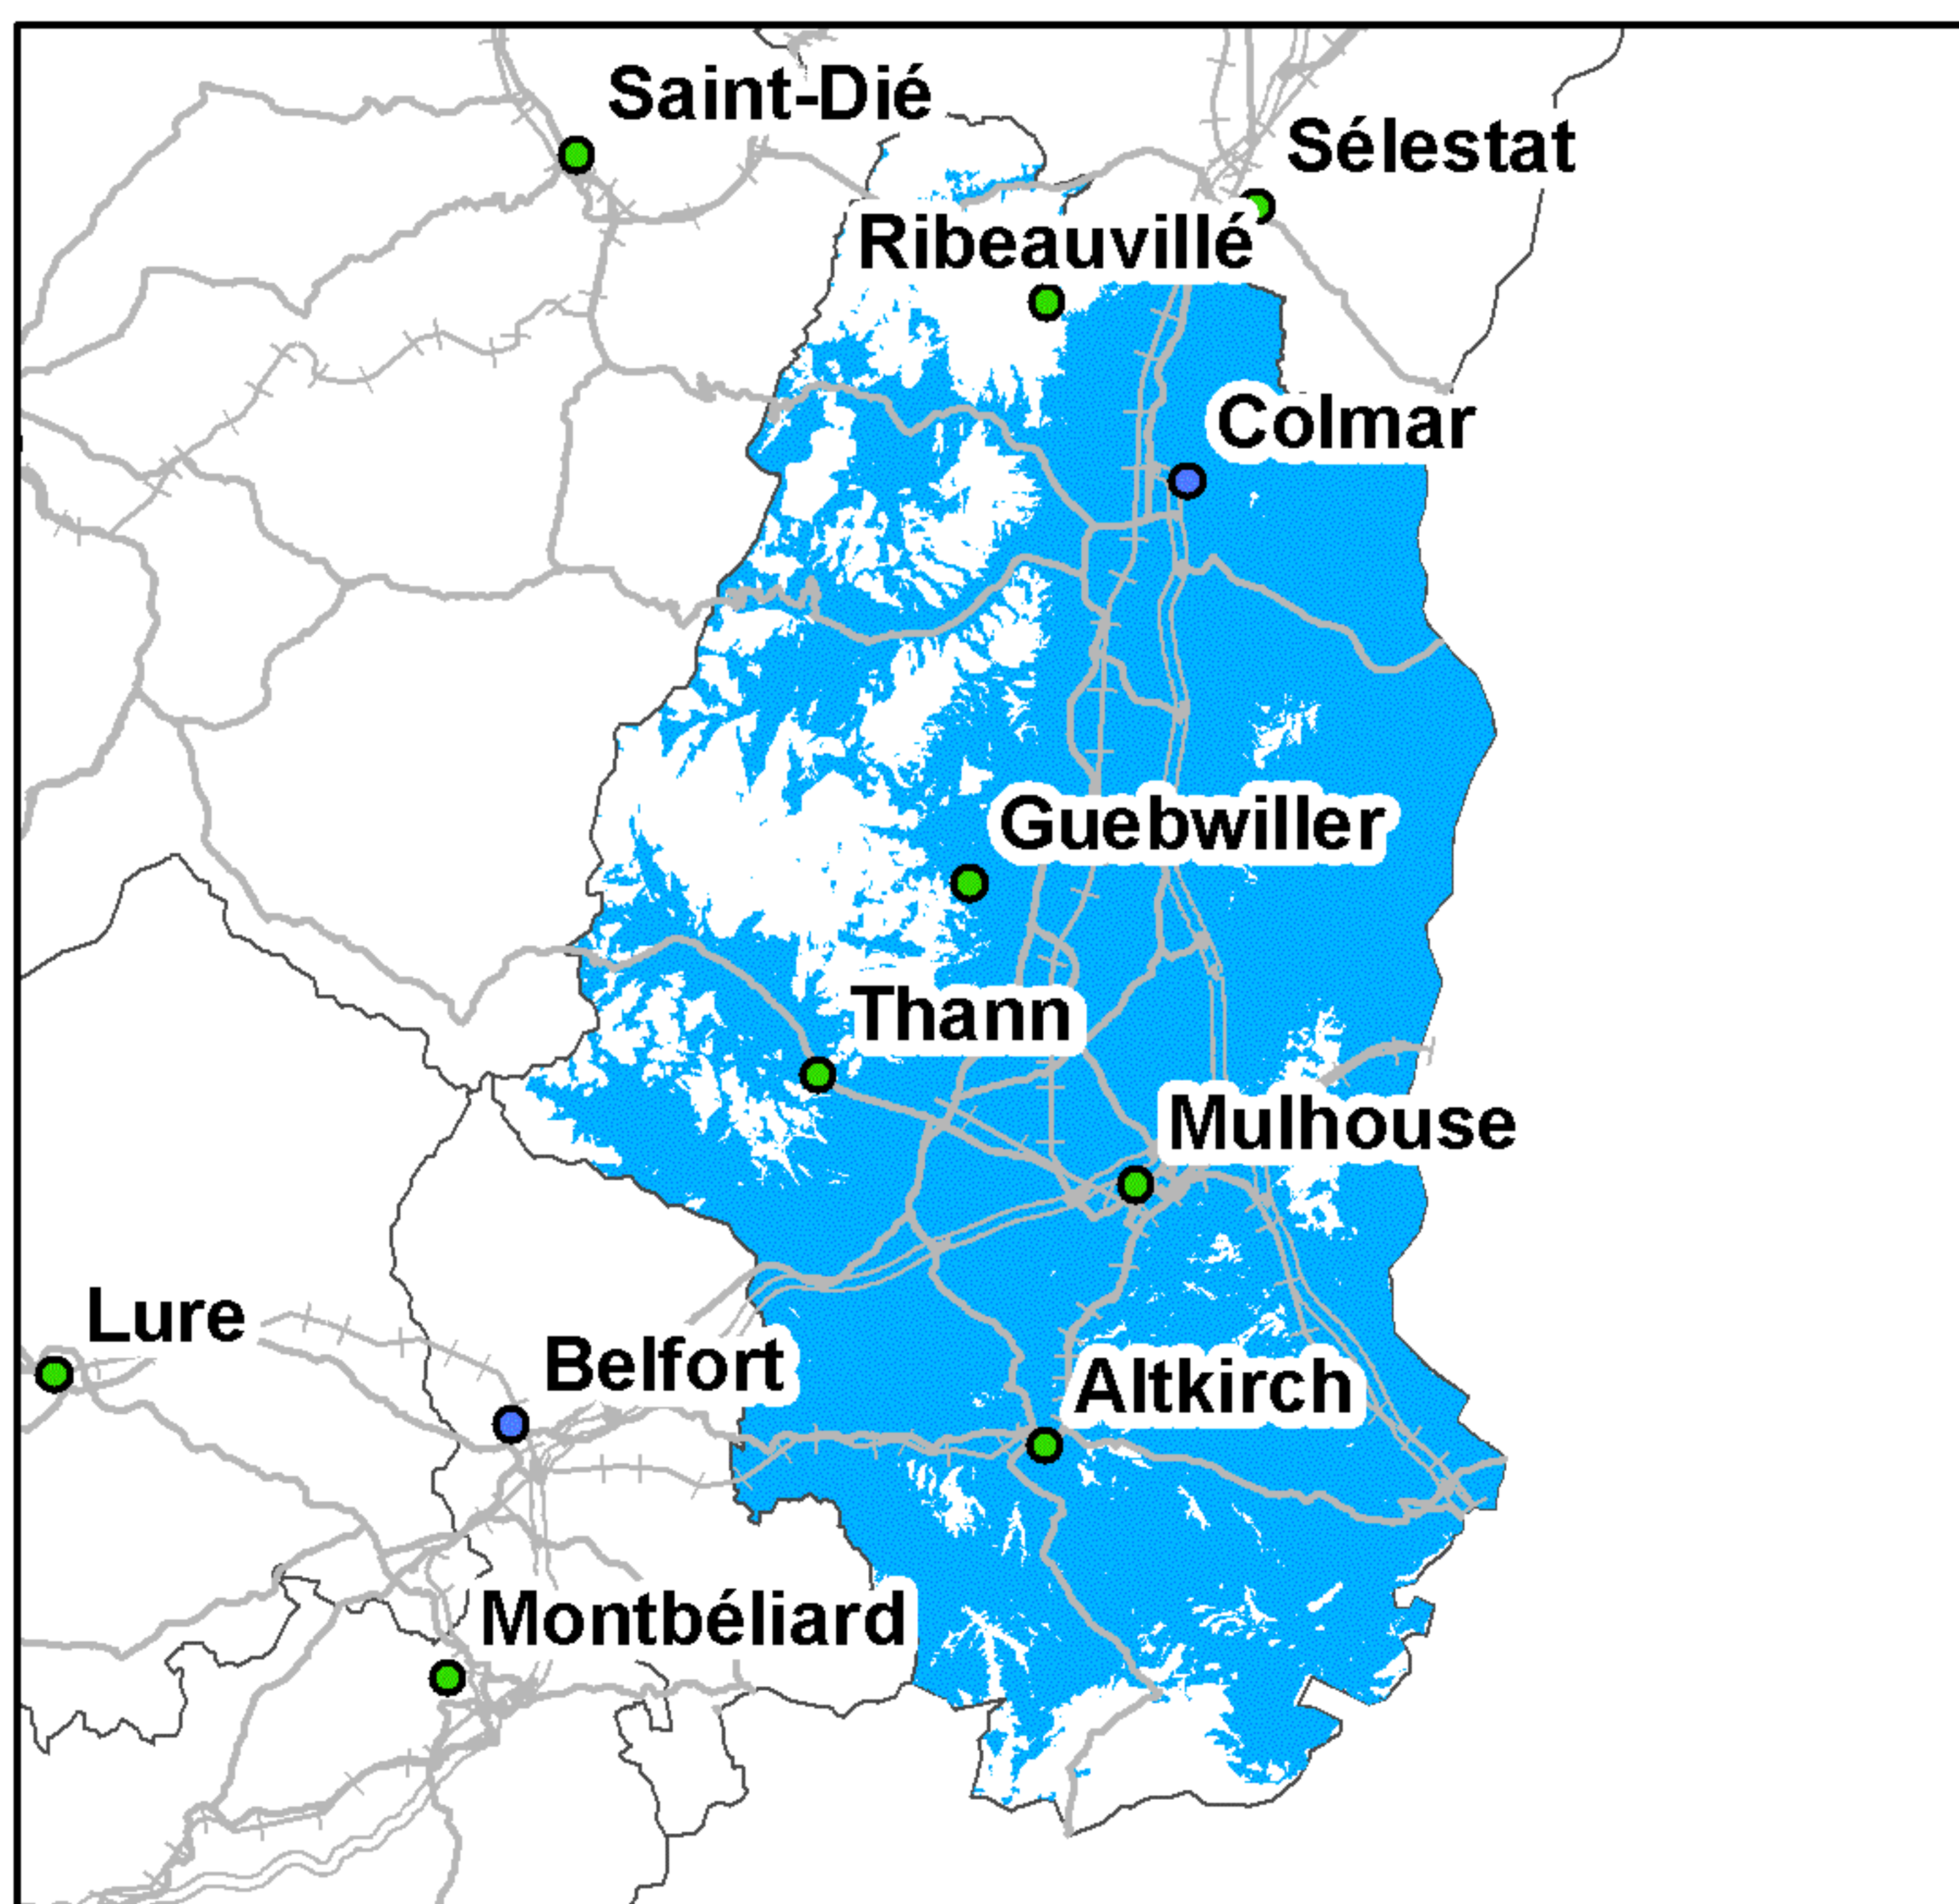 Saint-Dié
Sélestat
Ribeauvillé
Colmar
Guebwiller
Thann
Mulhouse
Lure
Belfort
Altkirch
Montbéliard